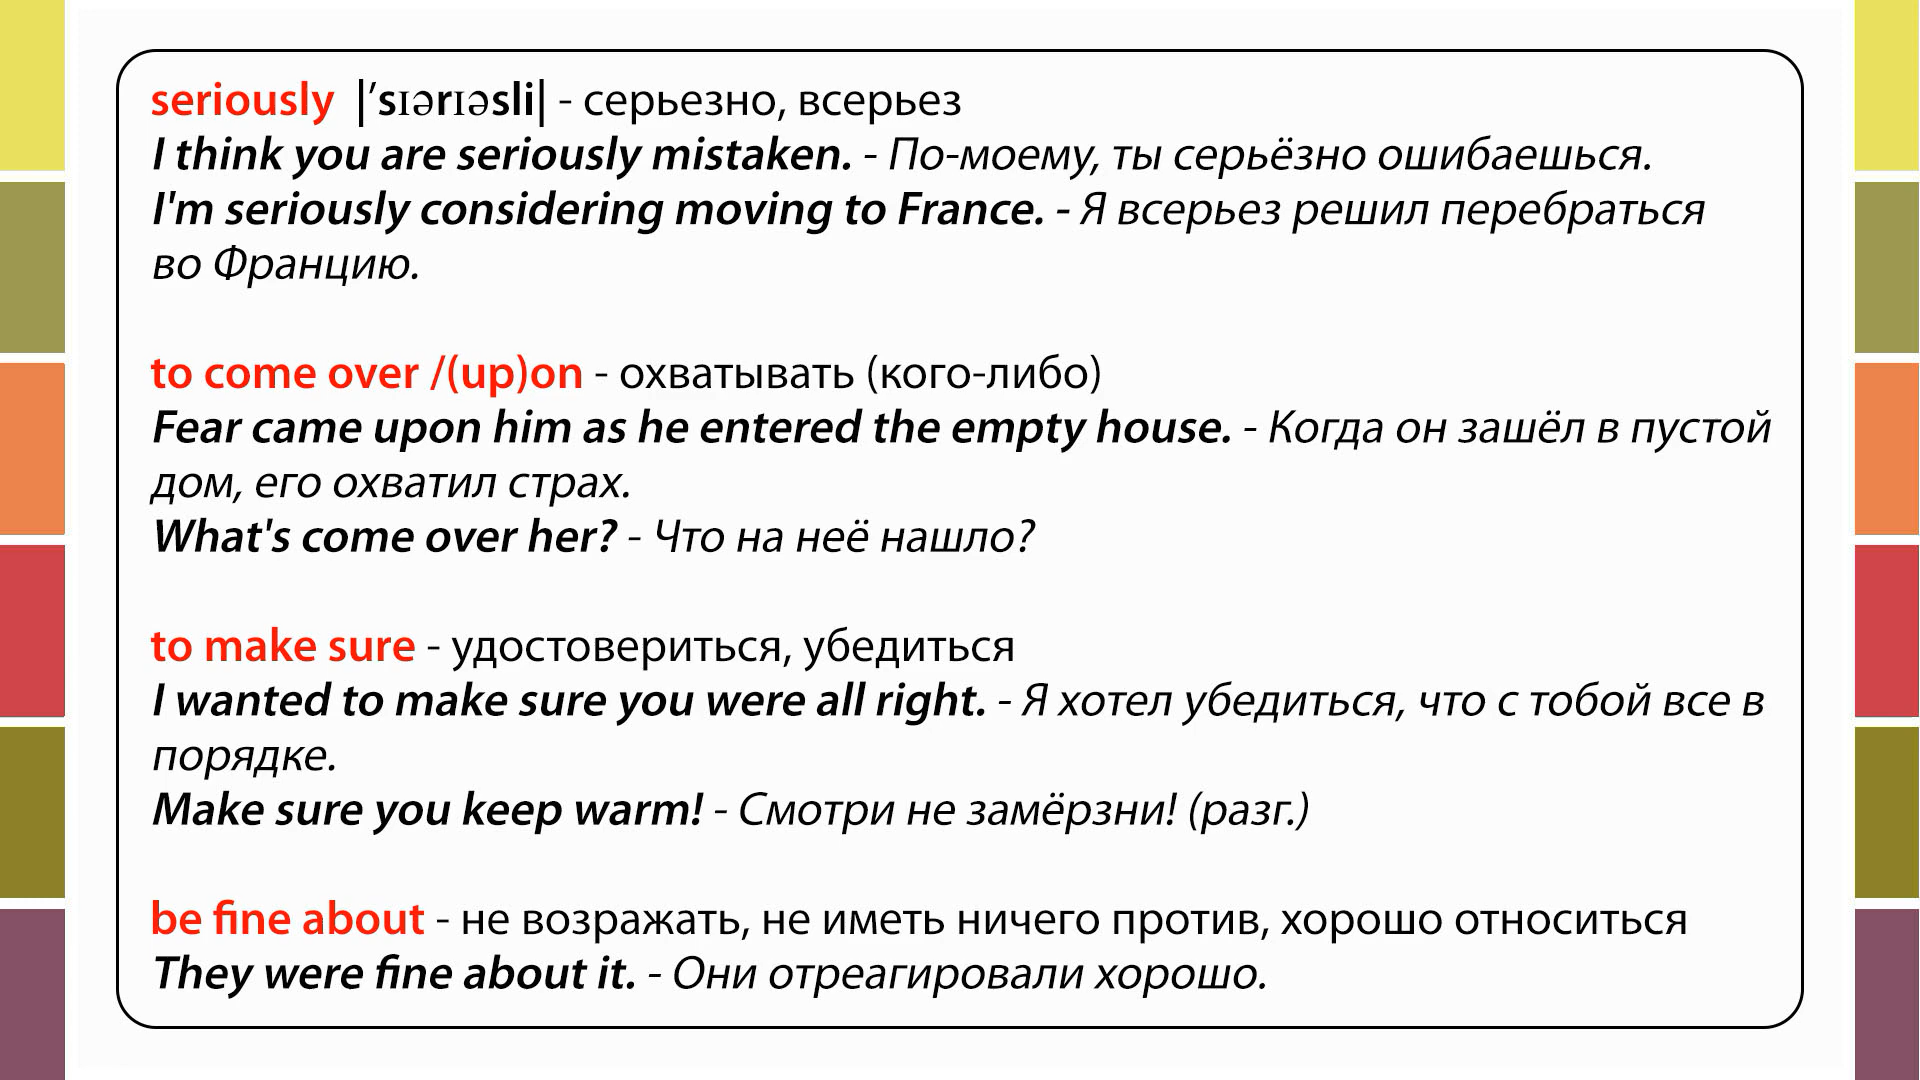 seriously |ˈsɪərɪəsli| - серьезно, всерьез
I think you are seriously mistaken. - По-моему, ты серьёзно ошибаешься.
I'm seriously considering moving to France. - Я всерьез решил перебраться
во Францию.
to come over /(up)on - охватывать (кого-либо)
Fear came upon him as he entered the empty house. - Когда он зашёл в пустой
дом, его охватил страх.
What's come over her? - Что на неё нашло?
to make sure - удостовериться, убедиться
I wanted to make sure you were all right. - Я хотел убедиться, что с тобой все в
порядке.
Make sure you keep warm! - Смотри не замёрзни! (разг.)
be fine about - не возражать, не иметь ничего против, хорошо относиться
They were fine about it. - Они отреагировали хорошо.